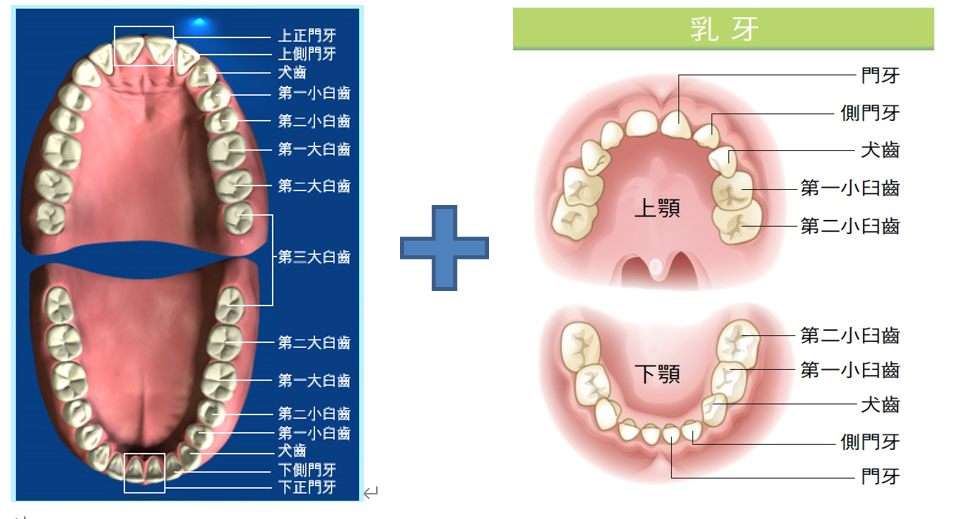 上正門牙
上側門牙
犬齒
第一小臼齒
第二小臼齒
第一大臼齒
第二大臼齒
第三大臼齒
第二大臼齒
第一大臼齒
第二小臼齒
第一小臼齒
犬齒
下側門牙
下正門牙
乳牙
門牙
側門牙
犬齒
第一小臼齒
第二小臼齒
上顎
下顎
第二小臼齒
第一小臼齒
犬齒
側門牙
門牙